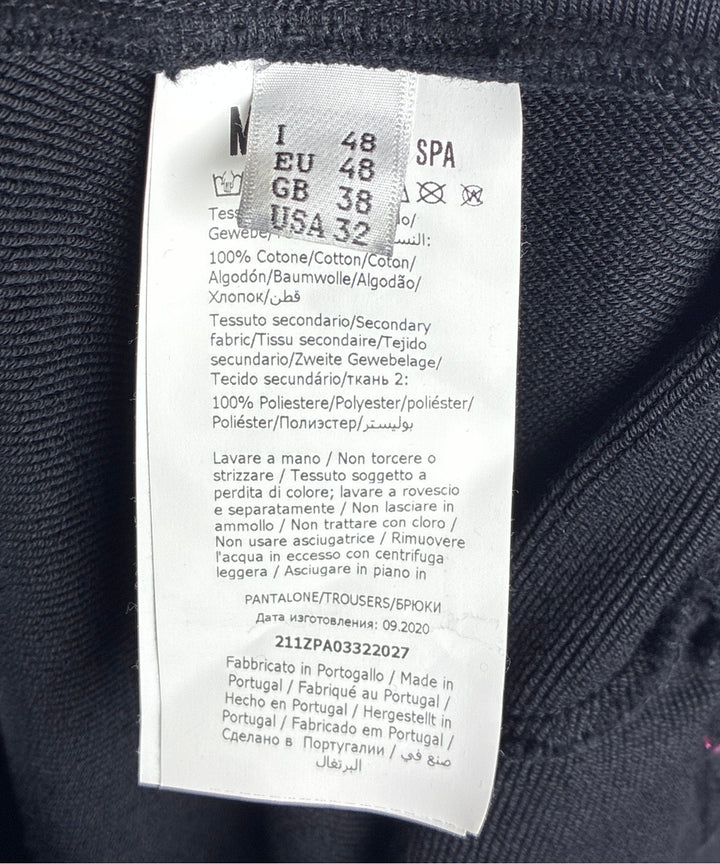 SPA
I 48
EU 48
GB 38
USA 32
100% Cotone/Cotton/Coton/
Algodón/Baumwolle/Algodão/
Хлопок/قطن
Tessuto secondario/Secondary
fabric/Tissu secondaire/Tejido
secundario/Zweite Gewebelage/
Tecido secundário/ткань 2:
100% Poliestere/Polyester/poliéster/
Poliéster/Полиэстер/بوليستر
Lavare a mano / Non torcere o
strizzare / Tessuto soggetto a
perdita di colore; lavare a rovescio
e separatamente / Non lasciare in
ammollo / Non trattare con cloro /
Non usare asciugatrice / Rimuovere
l'acqua in eccesso con centrifuga
leggera / Asciugare in piano in
PANTALONE/TROUSERS/БРЮКИ
Дата изготовления: 09.2020
211ZPA03322027
Fabbricato in Portogallo / Made in
Portugal / Fabriqué au Portugal /
Hecho en Portugal / Hergestellt in
Portugal / Fabricado em Portugal /
Сделано в Португалии / صنع في
البرتغال